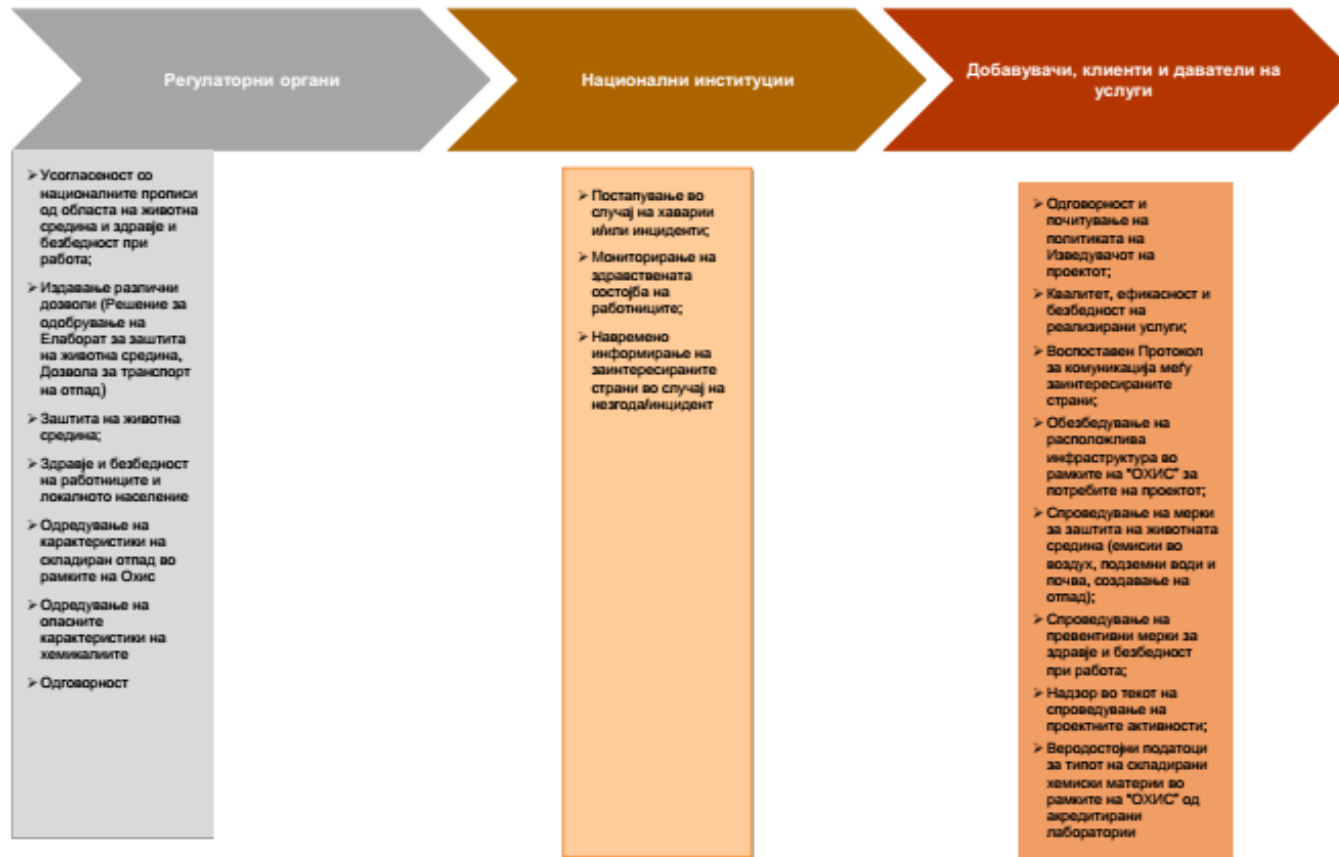 Регулаторни органи
Национални институции
Добавувачи, клиенти и даватели на
услуги
➢ Усогласеност со
националните прописи
од областа на животна
средина и здравје и
безбедност при
работа;
➢ Издавање различни
дозволи (Решение за
одобрување на
Елаборат за заштита
на животна средина,
Дозвола за транспорт
на отпад)
➢ Заштита на животна
средина;
➢ Здравје и безбедност
на работниците и
локалното население
➢ Одредување на
карактеристики на
складиран отпад во
рамките на Охис
➢ Одредување на
опасните
карактеристики на
хемикалиите
➢ Одговорност
➢ Постапување во
случај на хаварии
и/или инциденти;
➢ Мониторирање на
здравствената
состојба на
работниците;
➢ Навремено
информирање на
заинтересираните
страни во случај на
незгода/инцидент
➢ Одговорност и
почитување на
политиката на
Изведувачот на
проектот;
➢ Квалитет, ефикасност и
безбедност на
реализирани услуги;
➢ Воспоставен Протокол
за комуникација меѓу
заинтересираните
страни;
➢ Обезбедување на
расположлива
инфраструктура во
рамките на "ОХИС" за
потребите на проектот;
➢ Спроведување на мерки
за заштита на животната
средина (емисии во
воздух, подземни води и
почва, создавање на
отпад);
➢ Спроведување на
превентивни мерки за
здравје и безбедност
при работа;
➢ Надзор во текот на
спроведување на
проектните активности;
➢ Веродостојни податоци
за типот на складирани
хемиски материи во
рамките на "ОХИС" од
акредитирани
лаборатории